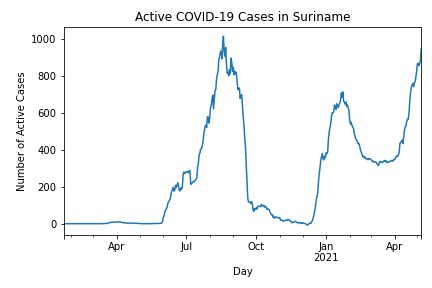 Active COVID-19 Cases in Suriname
Number of Active Cases
1000
800
600
400
200
0
Apr
Jul
Oct
Jan
2021
Apr
Day